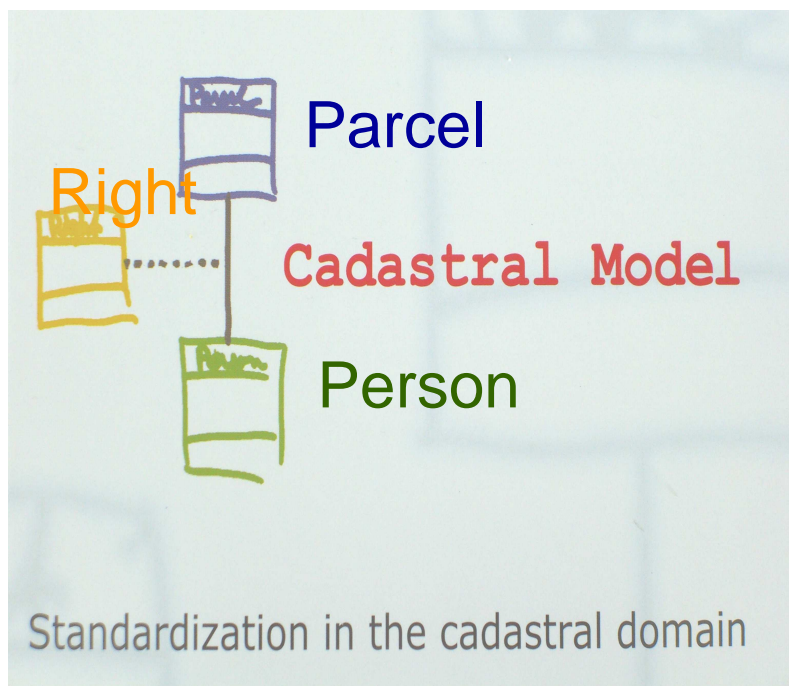 Parcel
Right
Cadastral Model
Person
Standardization in the cadastral domain